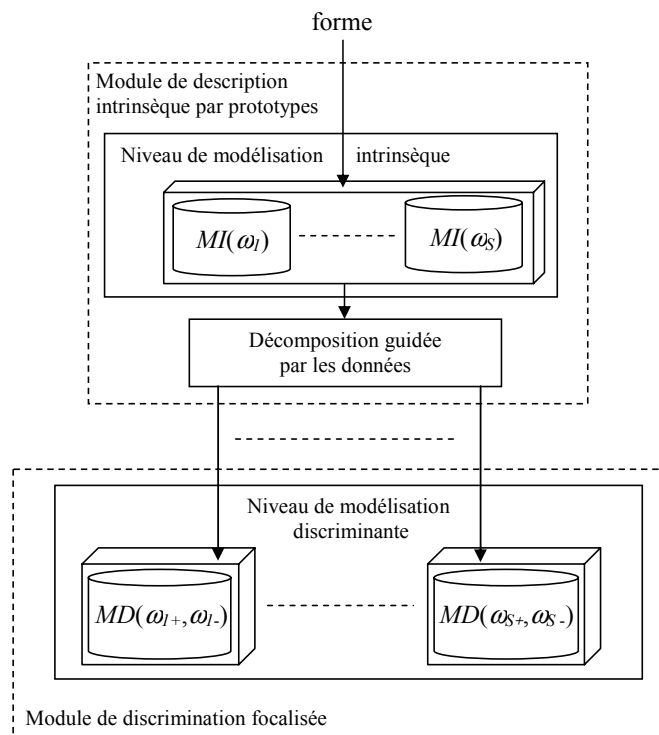 forme
Module de description
intrinsèque par prototypes
Niveau de modélisation intrinsèque
MI(ω1) MI(ωS)
Décomposition guidée
par les données
Niveau de modélisation
discriminante
MD(ω1+,ω1-) MD(ωS+,ωS-)
Module de discrimination focalisée